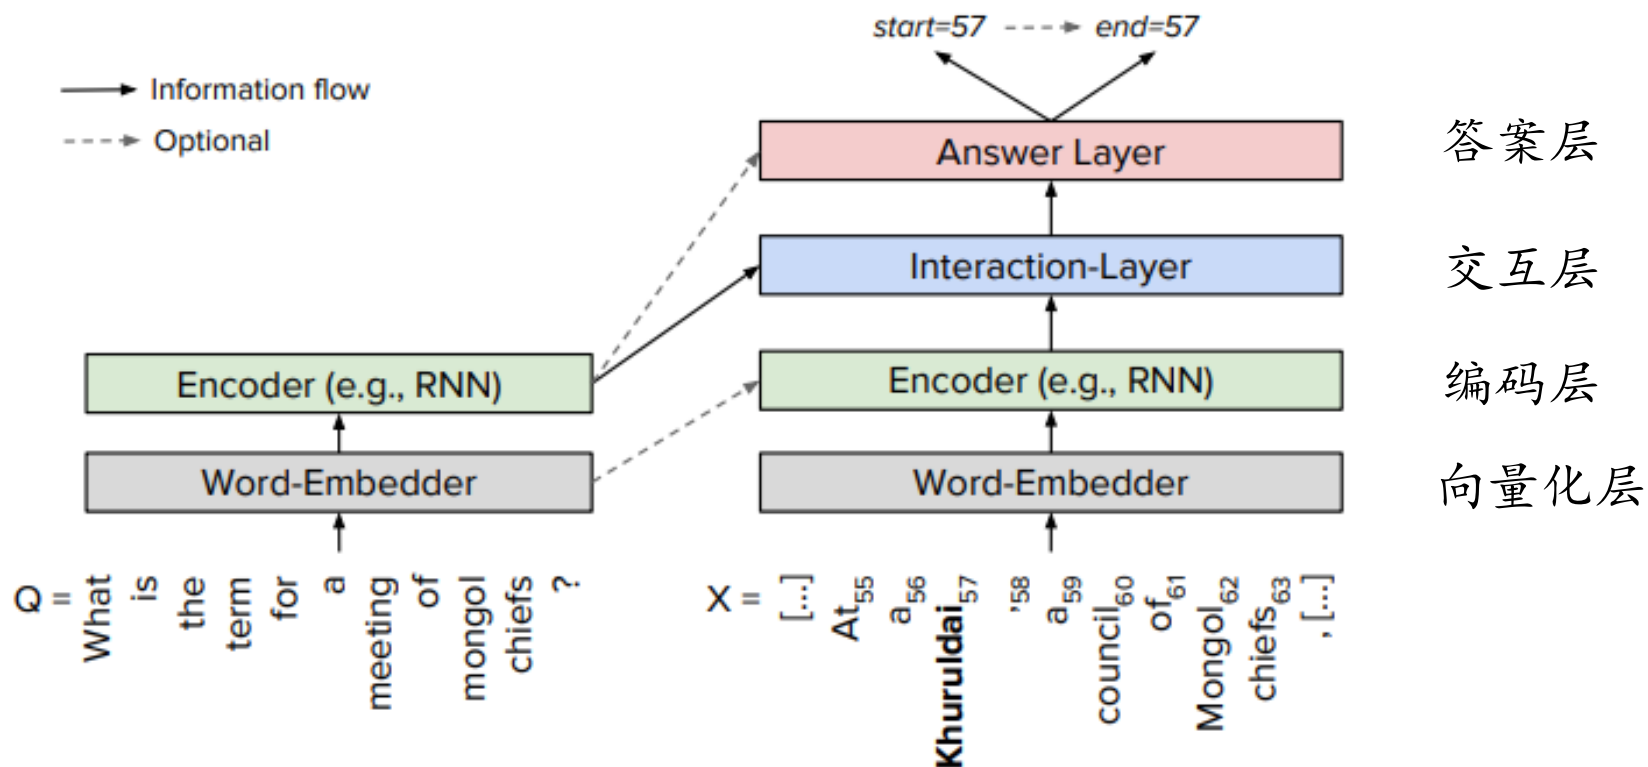 start=57 end=57
Information flow
Optional
Answer Layer 答案层
Interaction-Layer 交互层
Encoder (e.g., RNN) Encoder (e.g., RNN) 编码层
Word-Embedder Word-Embedder 向量化层
Q = What is the term for a meeting of mongol chiefs ?
X = [...] At55 a56 Khuruldai57 ,58 a59 council60 of61 Mongol62 chiefs63 , [...]